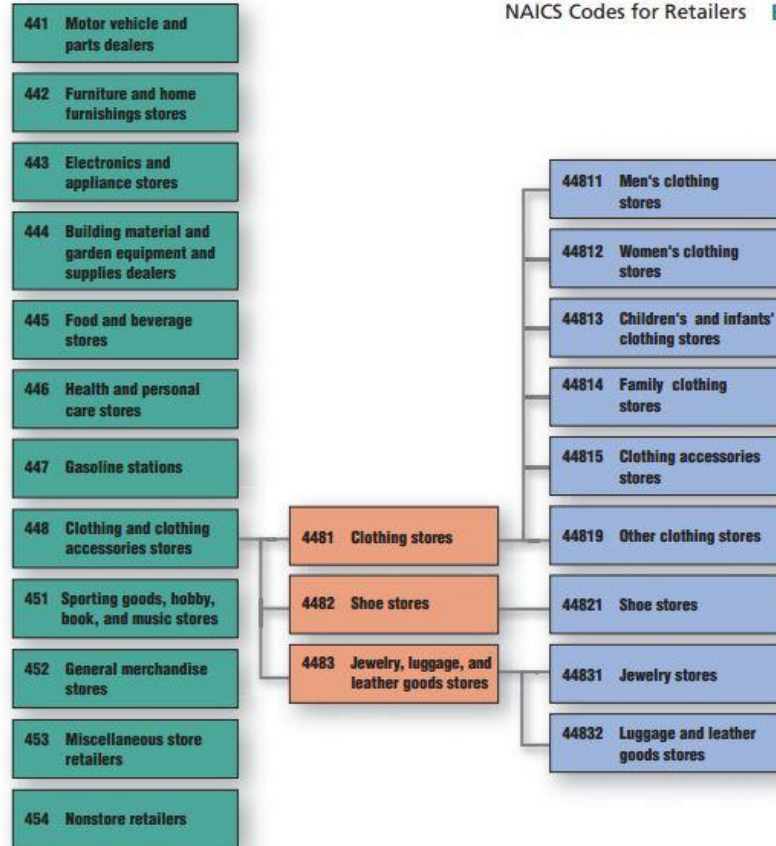 NAICS Codes for Retailers
441 Motor vehicle and
parts dealers
442 Furniture and home
furnishings stores
443 Electronics and
appliance stores
444 Building material and
garden equipment and
supplies dealers
445 Food and beverage
stores
446 Health and personal
care stores
447 Gasoline stations
448 Clothing and clothing
accessories stores
451 Sporting goods, hobby,
book, and music stores
452 General merchandise
stores
453 Miscellaneous store
retailers
454 Nonstore retailers
4481 Clothing stores
4482 Shoe stores
4483 Jewelry, luggage, and
leather goods stores
44811 Men's clothing
stores
44812 Women's clothing
stores
44813 Children's and infants'
clothing stores
44814 Family clothing
stores
44815 Clothing accessories
stores
44819 Other clothing stores
44821 Shoe stores
44831 Jewelry stores
44832 Luggage and leather
goods stores